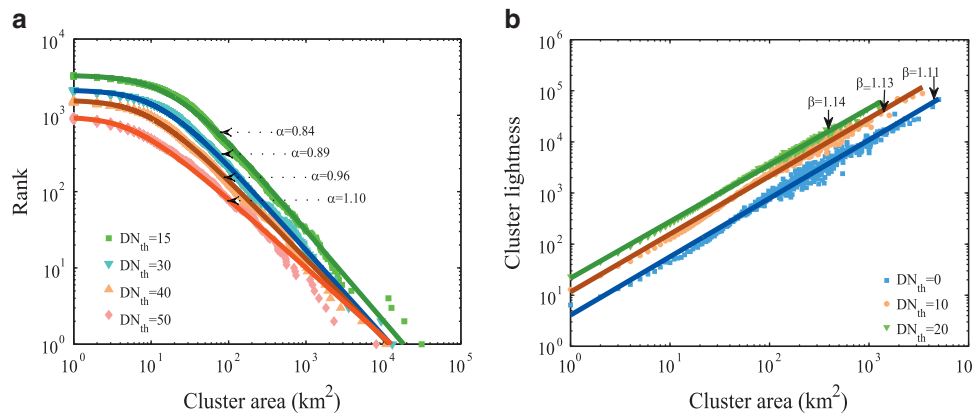 a
b
Rank
10^4
10^3
10^2
10^1
10^0
α=0.84
α=0.89
α=0.96
α=1.10
DN_th=15
DN_th=30
DN_th=40
DN_th=50
10^0 10^1 10^2 10^3 10^4 10^5
Cluster area (km^2)
Cluster lightness
10^6
10^5
10^4
10^3
10^2
10^1
10^0
β=1.14
β=1.13
β=1.11
DN_th=0
DN_th=10
DN_th=20
10^0 10^1 10^2 10^3 10
Cluster area (km^2)